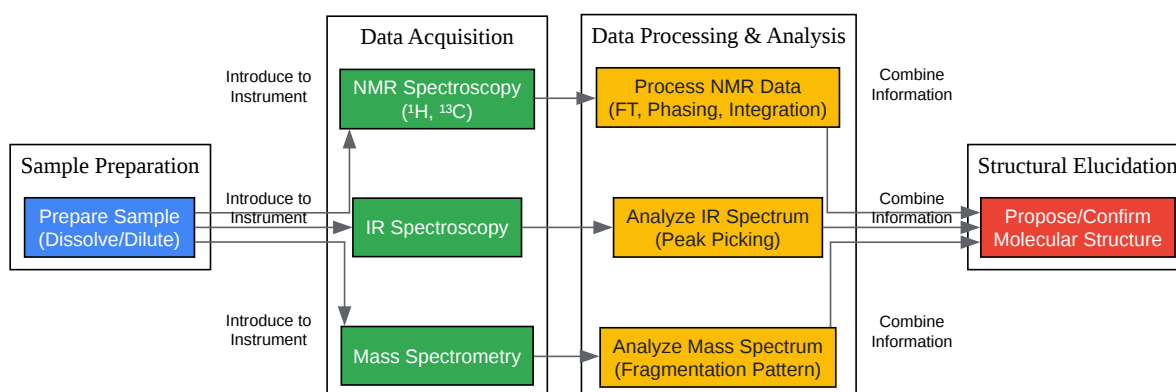 Data Acquisition
Data Processing & Analysis
Introduce to
Instrument
NMR Spectroscopy
(¹H, ¹³C)
Process NMR Data
(FT, Phasing, Integration)
Combine
Information
Sample Preparation
Structural Elucidation
Prepare Sample
(Dissolve/Dilute)
Introduce to
Instrument
IR Spectroscopy
Analyze IR Spectrum
(Peak Picking)
Combine
Information
Propose/Confirm
Molecular Structure
Introduce to
Instrument
Mass Spectrometry
Analyze Mass Spectrum
(Fragmentation Pattern)
Combine
Information